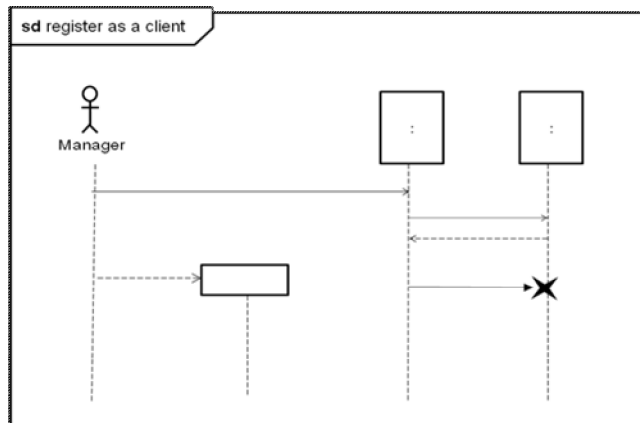 sd register as a client
Manager
:
: